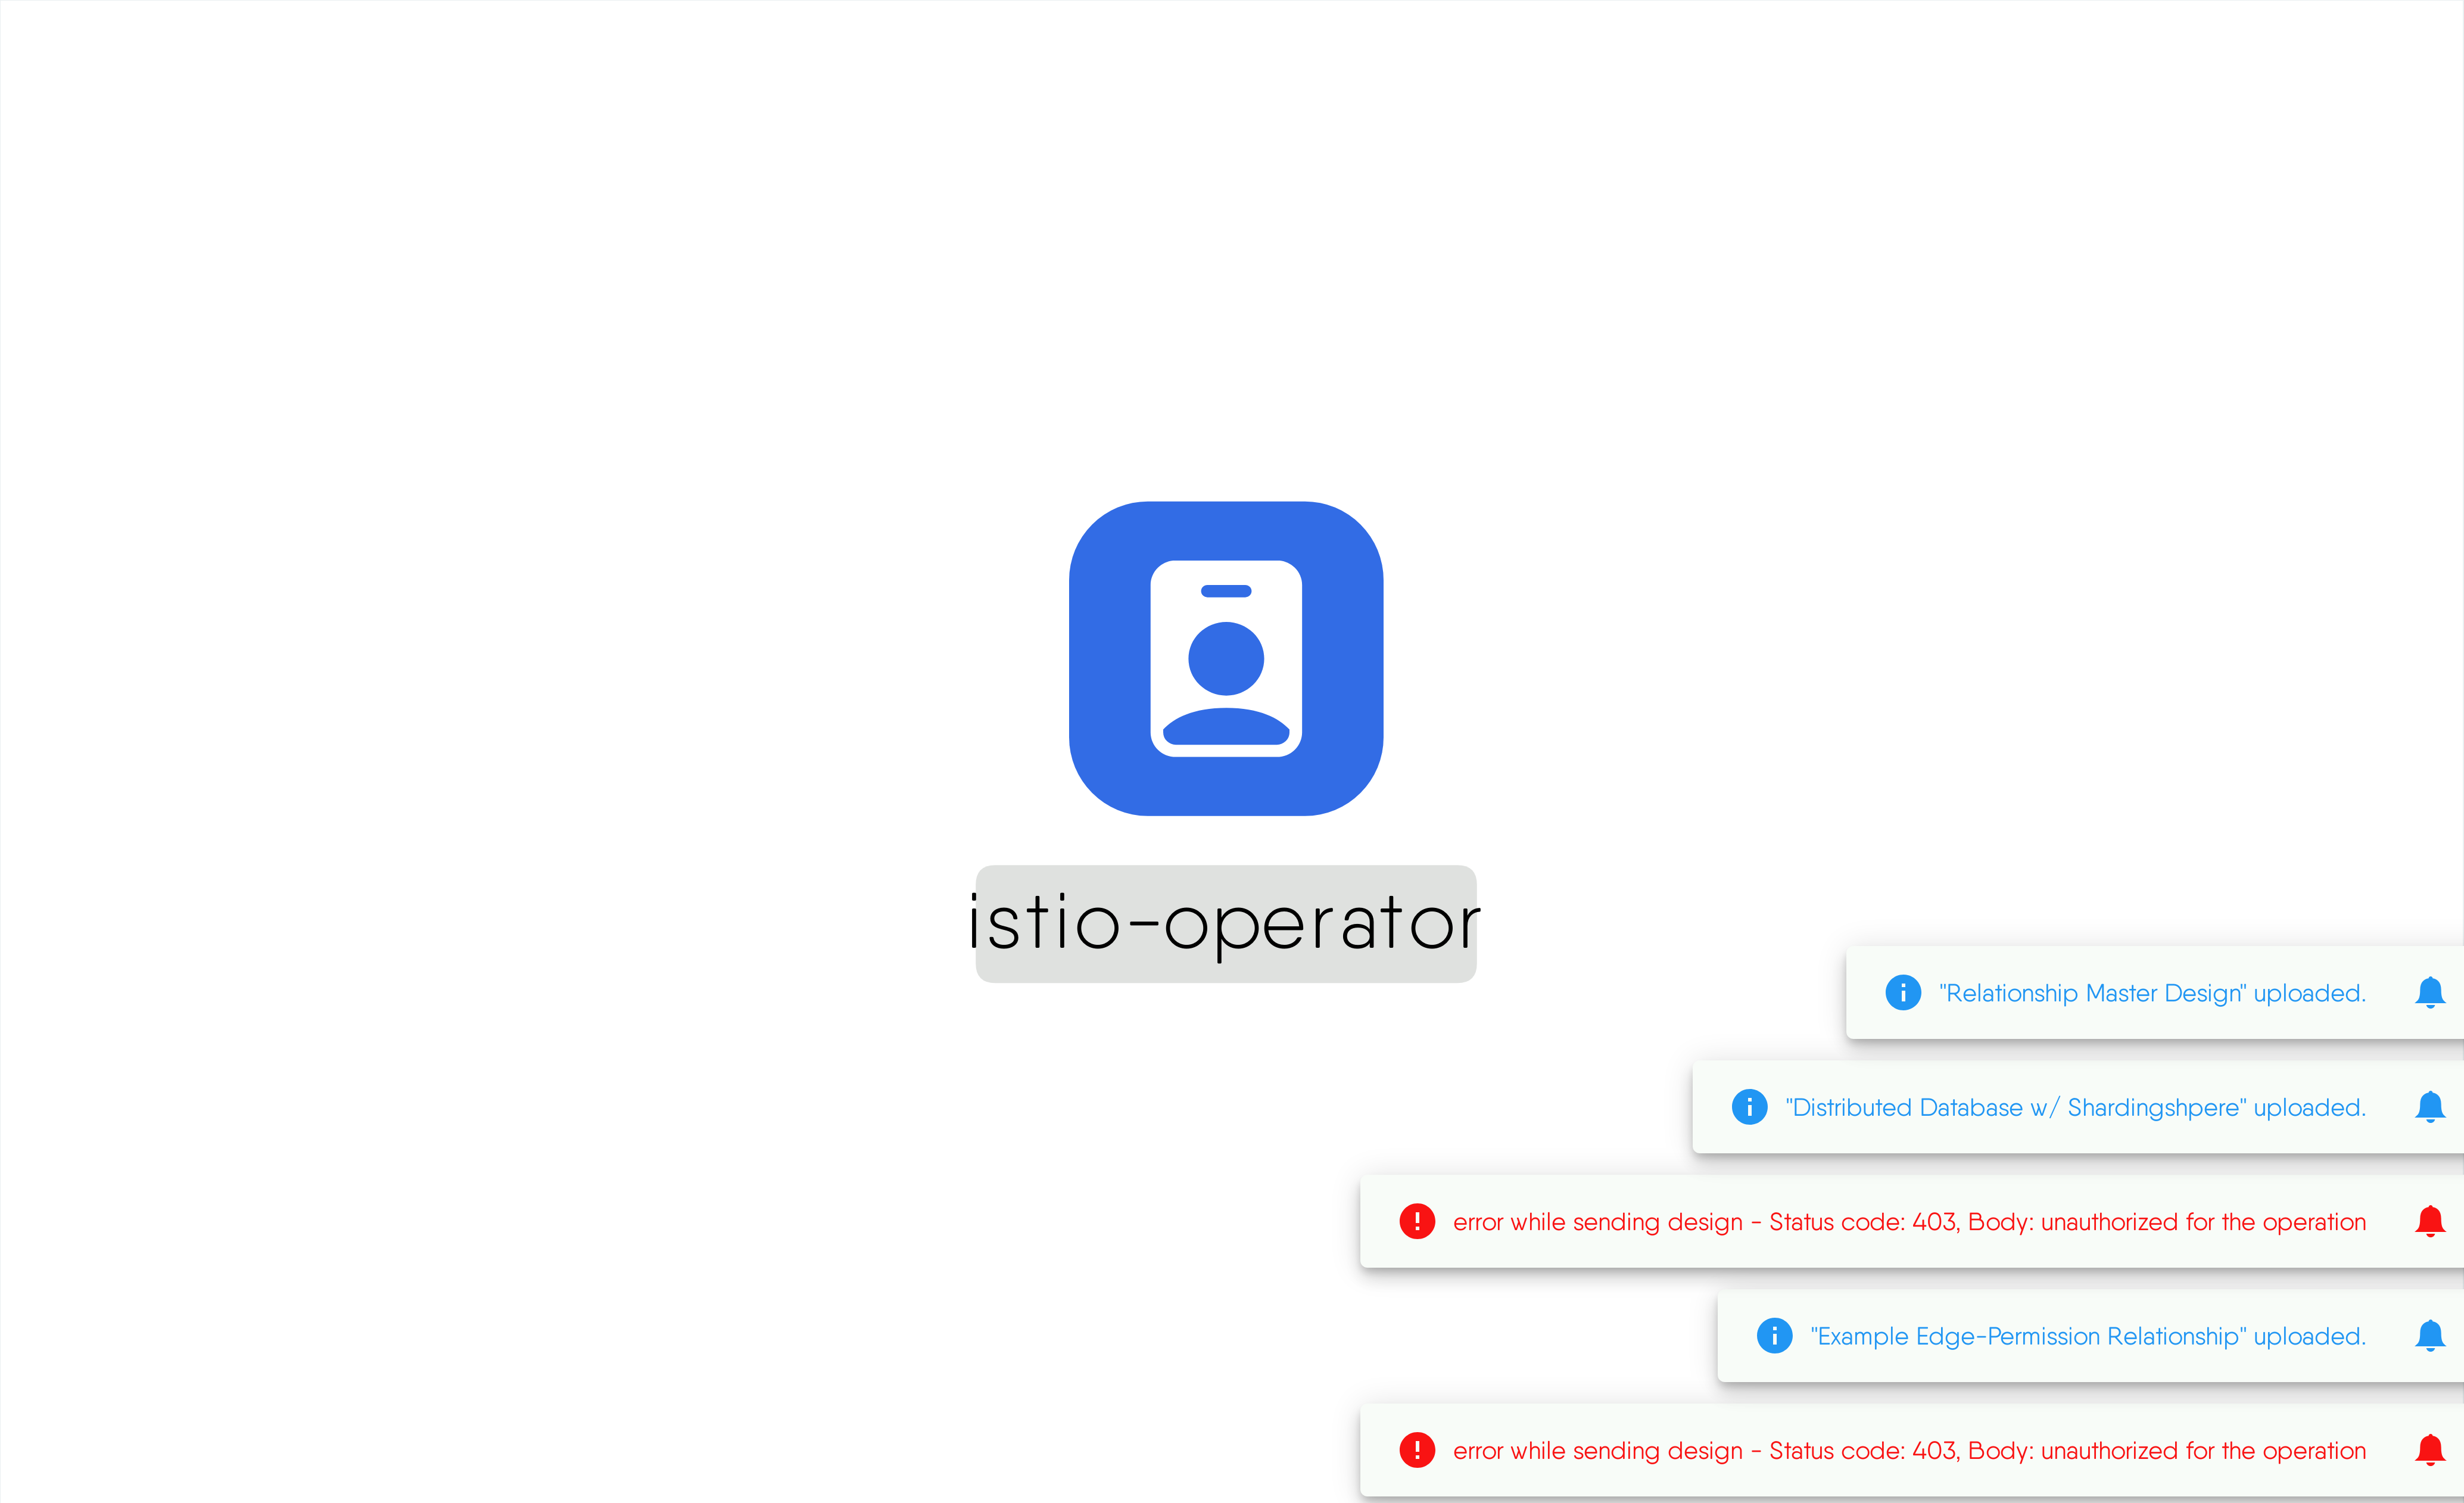 istio-operator
"Relationship Master Design" uploaded.
"Distributed Database w/ Shardingshpere" uploaded.
error while sending design - Status code: 403, Body: unauthorized for the operation
"Example Edge-Permission Relationship" uploaded.
error while sending design - Status code: 403, Body: unauthorized for the operation